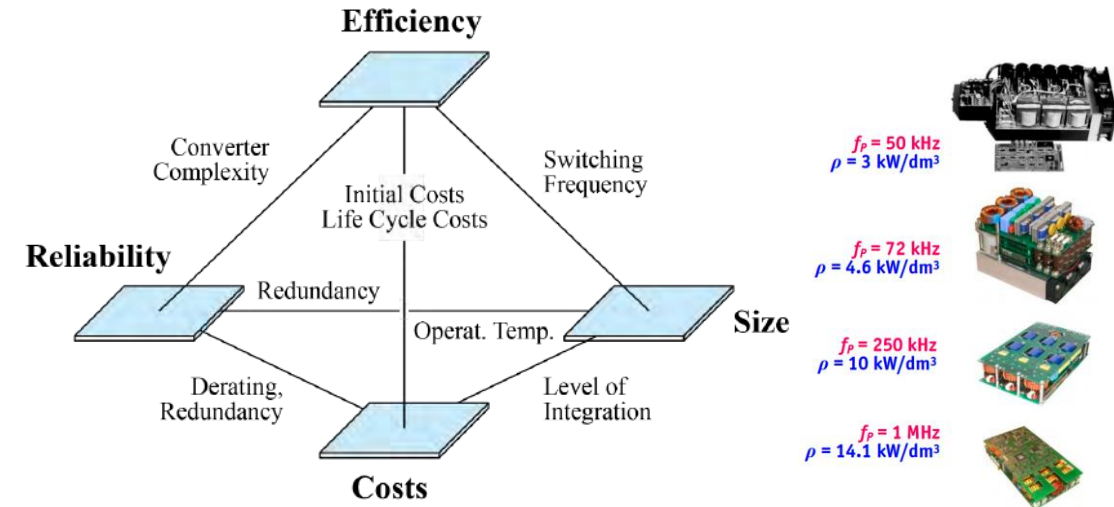 Efficiency
Converter
Complexity
Initial Costs
Life Cycle Costs
Switching
Frequency
Reliability
Redundancy
Operat. Temp.
Size
Derating,
Redundancy
Level of
Integration
Costs
fP = 50 kHz
ρ = 3 kW/dm³
fP = 72 kHz
ρ = 4.6 kW/dm³
fP = 250 kHz
ρ = 10 kW/dm³
fP = 1 MHz
ρ = 14.1 kW/dm³